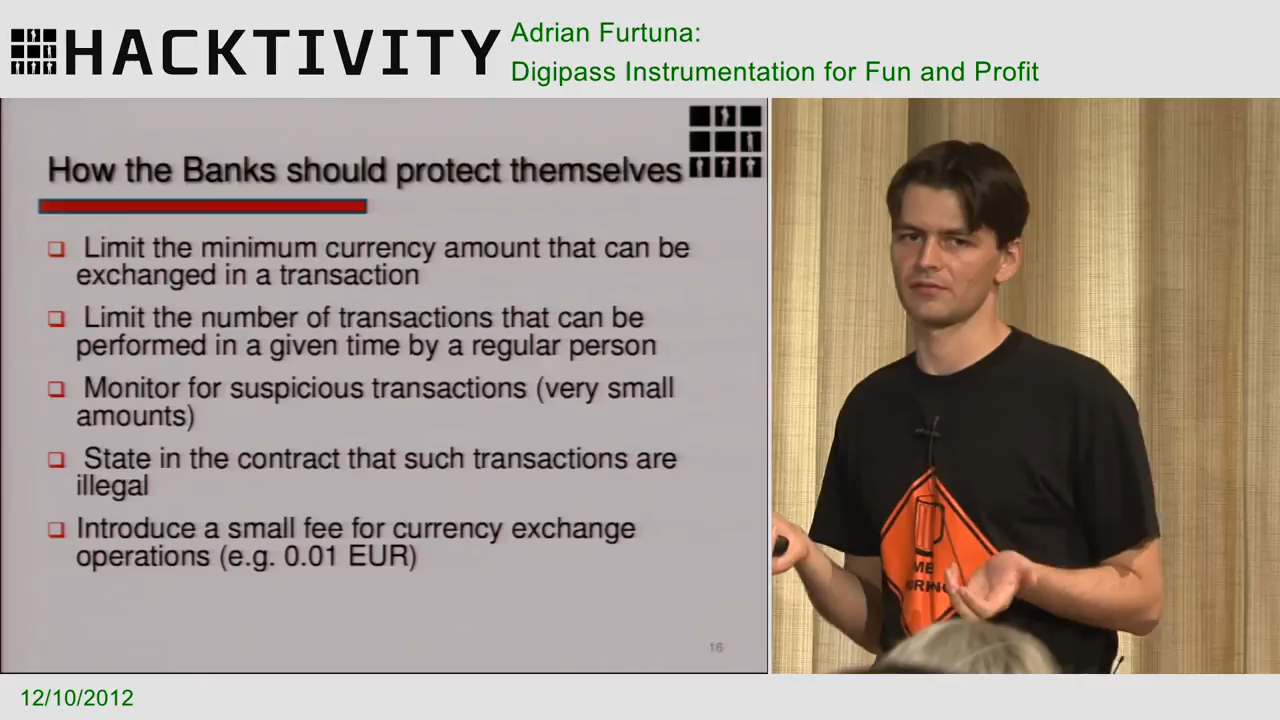 HACKTIVITY
Adrian Furtuna:
Digipass Instrumentation for Fun and Profit
How the Banks should protect themselves
Limit the minimum currency amount that can be
exchanged in a transaction
Limit the number of transactions that can be
performed in a given time by a regular person
Monitor for suspicious transactions (very small
amounts)
State in the contract that such transactions are
illegal
Introduce a small fee for currency exchange
operations (e.g. 0.01 EUR)
16
12/10/2012